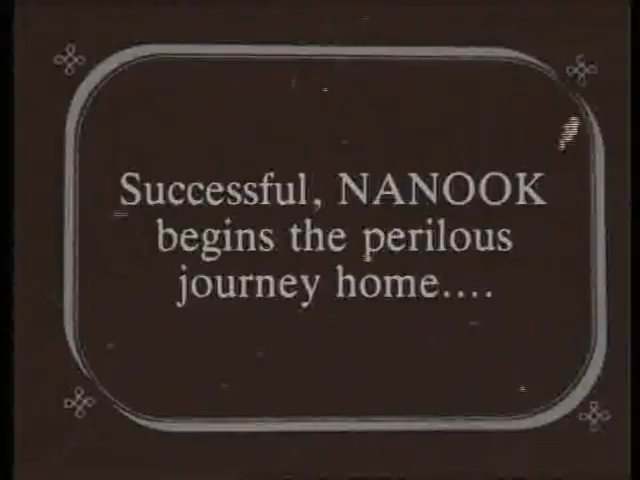 Successful, NANOOK
begins the perilous
journey home....